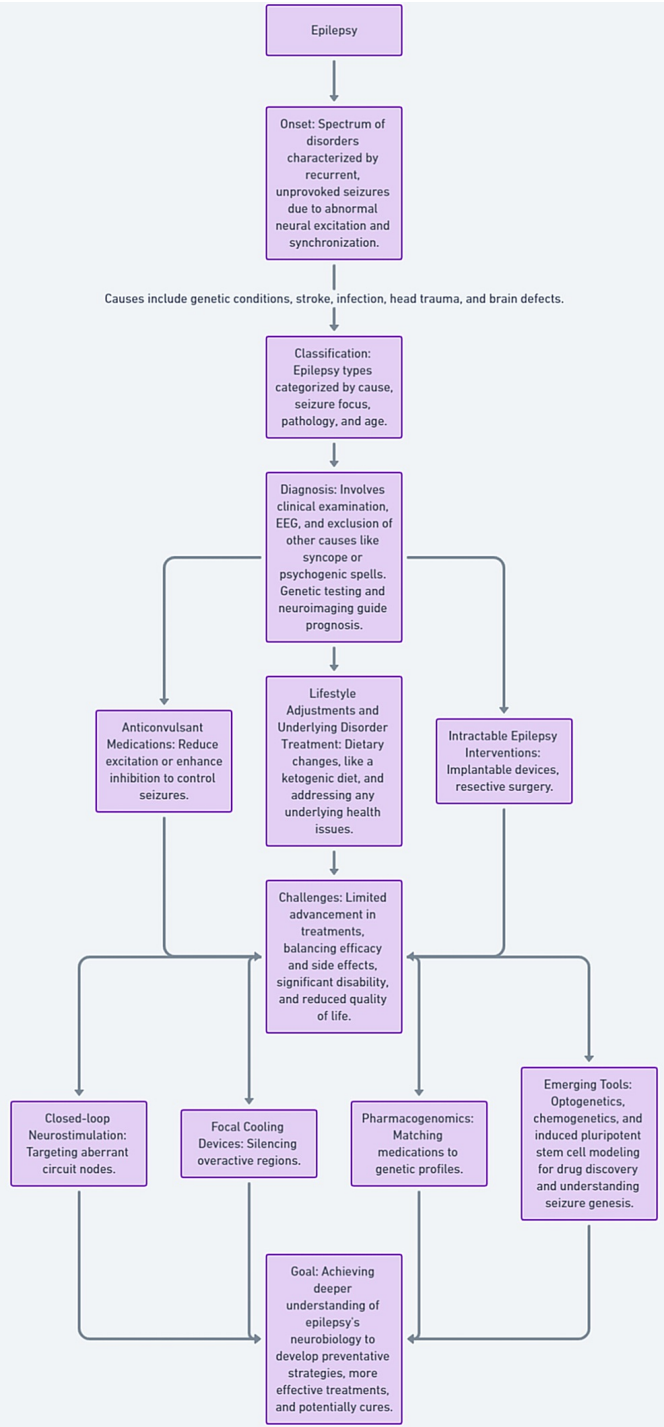 Epilepsy
Onset: Spectrum of
disorders
characterized by
recurrent,
unprovoked seizures
due to abnormal
neural excitation and
synchronization.
Causes include genetic conditions, stroke, infection, head trauma, and brain defects.
Classification:
Epilepsy types
categorized by cause,
seizure focus,
pathology, and age.
Diagnosis: Involves
clinical examination,
EEG, and exclusion of
other causes like
syncope or
psychogenic spells.
Genetic testing and
neuroimaging guide
prognosis.
Anticonvulsant
Medications: Reduce
excitation or enhance
inhibition to control
seizures.
Lifestyle
Adjustments and
Underlying Disorder
Treatment: Dietary
changes, like a
ketogenic diet, and
addressing any
underlying health
issues.
Intractable Epilepsy
Interventions:
Implantable devices,
resective surgery.
Challenges: Limited
advancement in
treatments,
balancing efficacy
and side effects,
significant disability,
and reduced quality
of life.
Closed-loop
Neurostimulation:
Targeting aberrant
circuit nodes.
Focal Cooling
Devices: Silencing
overactive regions.
Pharmacogenomics:
Matching
medications to
genetic profiles.
Emerging Tools:
Optogenetics,
chemogenetics, and
induced pluripotent
stem cell modeling
for drug discovery
and understanding
seizure genesis.
Goal: Achieving
deeper
understanding of
epilepsy's
neurobiology to
develop preventative
strategies, more
effective treatments,
and potentially cures.